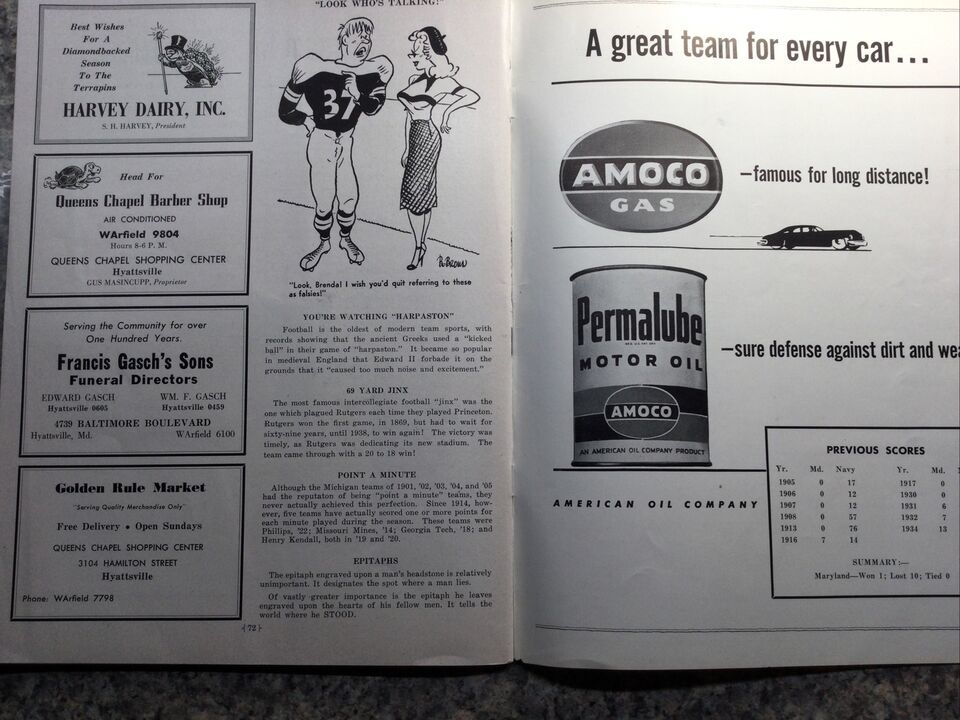 Best Wishes
For A
Diamondbacked
Season
To The
Terrapins
HARVEY DAIRY, INC.
S. H. HARVEY, President
Head For
Queens Chapel Barber Shop
AIR CONDITIONED
WArfield 9804
Hours 8-6 P. M.
QUEENS CHAPEL SHOPPING CENTER
Hyattsville
GUS MASINCUPP, Proprietor
Serving the Community for over
One Hundred Years.
Francis Gasch's Sons
Funeral Directors
EDWARD GASCH WM. F. GASCH
Hyattsville 0605 Hyattsville 0459
4739 BALTIMORE BOULEVARD
Hyattsville, Md. WArfield 6100
Golden Rule Market
"Serving Quality Merchandise Only"
Free Delivery • Open Sundays
QUEENS CHAPEL SHOPPING CENTER
3104 HAMILTON STREET
Hyattsville
Phone: WArfield 7798
"LOOK WHO'S TALKING!"
37
B. BROWN
"Look, Brenda! I wish you'd quit referring to these
as falsies!"
YOU'RE WATCHING "HARPASTON"
Football is the oldest of modern team sports, with
records showing that the ancient Greeks used a "kicked
ball" in their game of "harpaston." It became so popular
in medieval England that Edward II forbade it on the
grounds that it "caused too much noise and excitement."
69 YARD JINX
The most famous intercollegiate football "jinx" was the
one which plagued Rutgers each time they played Princeton.
Rutgers won the first game, in 1869, but had to wait for
sixty-nine years, until 1938, to win again! The victory was
timely, as Rutgers was dedicating its new stadium. The
team came through with a 20 to 18 win!
POINT A MINUTE
Although the Michigan teams of 1901, '02, '03, '04, and '05
had the reputaton of being "point a minute" teams, they
never actually achieved this perfection. Since 1914, how-
ever, five teams have actually scored one or more points for
each minute played during the season. These teams were
Phillips, '22; Missouri Mines, '14; Georgia Tech, '18; and
Henry Kendall, both in '19 and '20.
EPITAPHS
The epitaph engraved upon a man's headstone is relatively
unimportant. It designates the spot where a man lies.
Of vastly greater importance is the epitaph he leaves
engraved upon the hearts of his fellow men. It tells the
world where he STOOD.
72
A great team for every car...
AMOCO
GAS
—famous for long distance!
Permalube
MOTOR OIL
AMOCO
AN AMERICAN OIL COMPANY PRODUCT
—sure defense against dirt and wea
AMERICAN OIL COMPANY
PREVIOUS SCORES
Yr. Md. Navy Yr. Md.
1905 0 17 1917 0
1906 0 12 1930 0
1907 0 12 1931 6
1908 0 57 1932 7
1913 0 76 1934 13
1916 7 14
SUMMARY:—
Maryland—Won 1; Lost 10; Tied 0